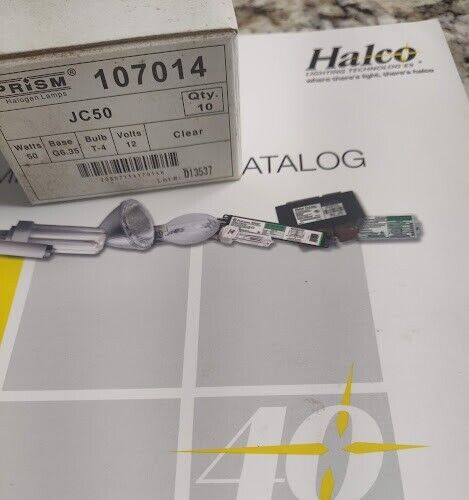 PRISM®
Halogen Lamps
107014
JC50
Qty.
10
Watts Base Bulb Volts Clear
50 G6.35 T-4 12
Lot#: D13537
Halco
LIGHTING TECHNOLOGIES
where there's light, there's halco
ATALOG
40